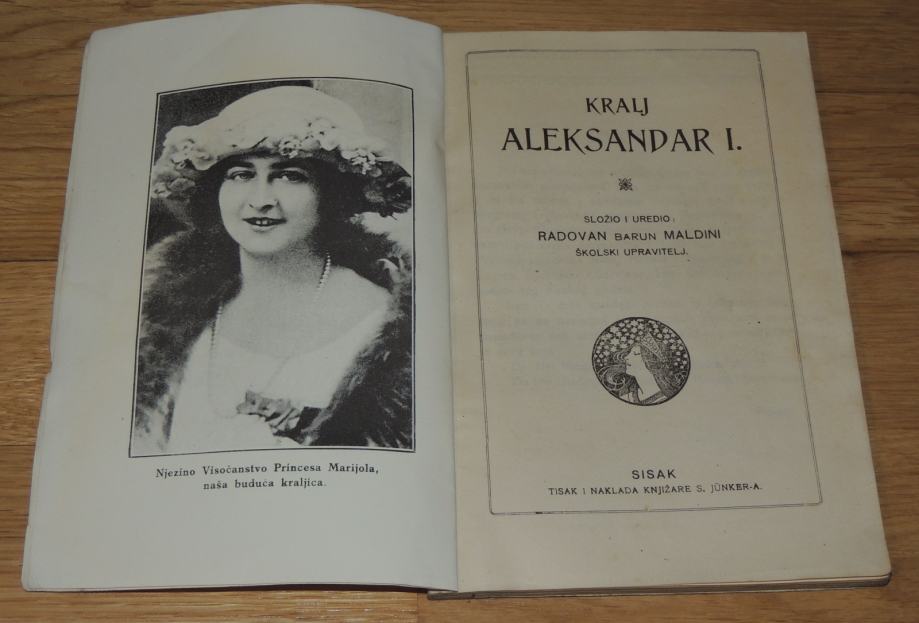 Njezino Visočanstvo Princesa Marijola,
naša buduća kraljica.
KRALJ
ALEKSANDAR I.
SLOŽIO I UREDIO:
RADOVAN BARUN MALDINI
ŠKOLSKI UPRAVITELJ.
SISAK
TISAK I NAKLADA KNJIŽARE S. JÜNKER-A.